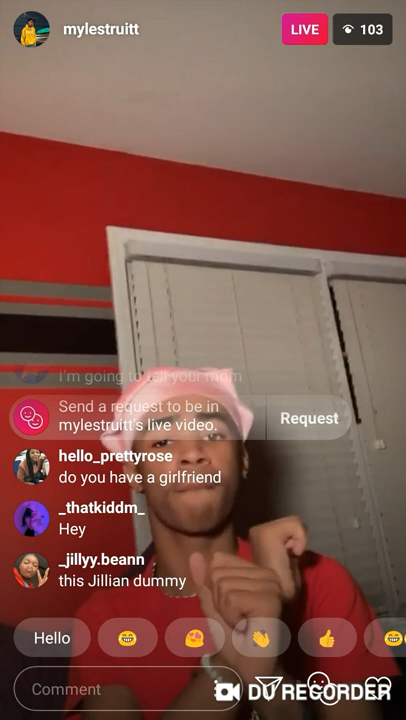 mylestruitt
LIVE
103
I'm going to tell your mom
Send a request to be in
mylestruitt's live video.
Request
hello_prettyrose
do you have a girlfriend
_thatkiddm_
Hey
_jillyy.beann
this Jillian dummy
Hello
Comment
DU RECORDER